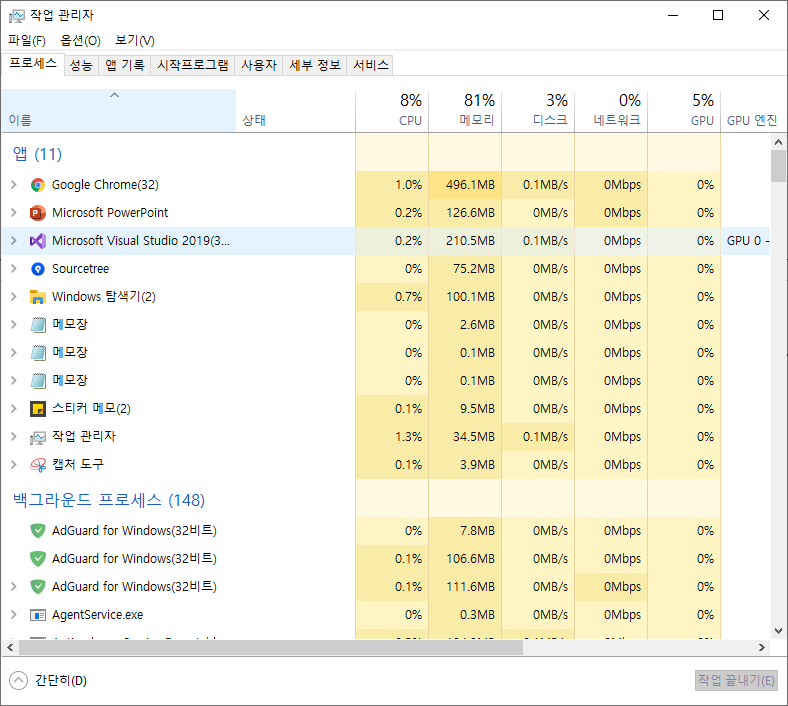 작업 관리자
파일(F) 옵션(O) 보기(V)
프로세스 성능 앱 기록 시작프로그램 사용자 세부 정보 서비스
8% 81% 3% 0% 5%
이름 상태 CPU 메모리 디스크 네트워크 GPU GPU 엔진
앱 (11)
Google Chrome(32) 1.0% 496.1MB 0.1MB/s 0Mbps 0%
Microsoft PowerPoint 0.2% 126.6MB 0MB/s 0Mbps 0%
Microsoft Visual Studio 2019(3... 0.2% 210.5MB 0.1MB/s 0Mbps 0% GPU 0 -
Sourcetree 0% 75.2MB 0MB/s 0Mbps 0%
Windows 탐색기(2) 0.7% 100.1MB 0MB/s 0Mbps 0%
메모장 0% 2.6MB 0MB/s 0Mbps 0%
메모장 0% 0.1MB 0MB/s 0Mbps 0%
메모장 0% 0.1MB 0MB/s 0Mbps 0%
스티커 메모(2) 0.1% 9.5MB 0MB/s 0Mbps 0%
작업 관리자 1.3% 34.5MB 0.1MB/s 0Mbps 0%
캡처 도구 0.1% 3.9MB 0MB/s 0Mbps 0%
백그라운드 프로세스 (148)
AdGuard for Windows(32비트) 0% 7.8MB 0MB/s 0Mbps 0%
AdGuard for Windows(32비트) 0.1% 106.6MB 0MB/s 0Mbps 0%
AdGuard for Windows(32비트) 0.1% 111.6MB 0MB/s 0Mbps 0%
AgentService.exe 0% 0.3MB 0MB/s 0Mbps 0%
간단히(D) 작업 끝내기(E)